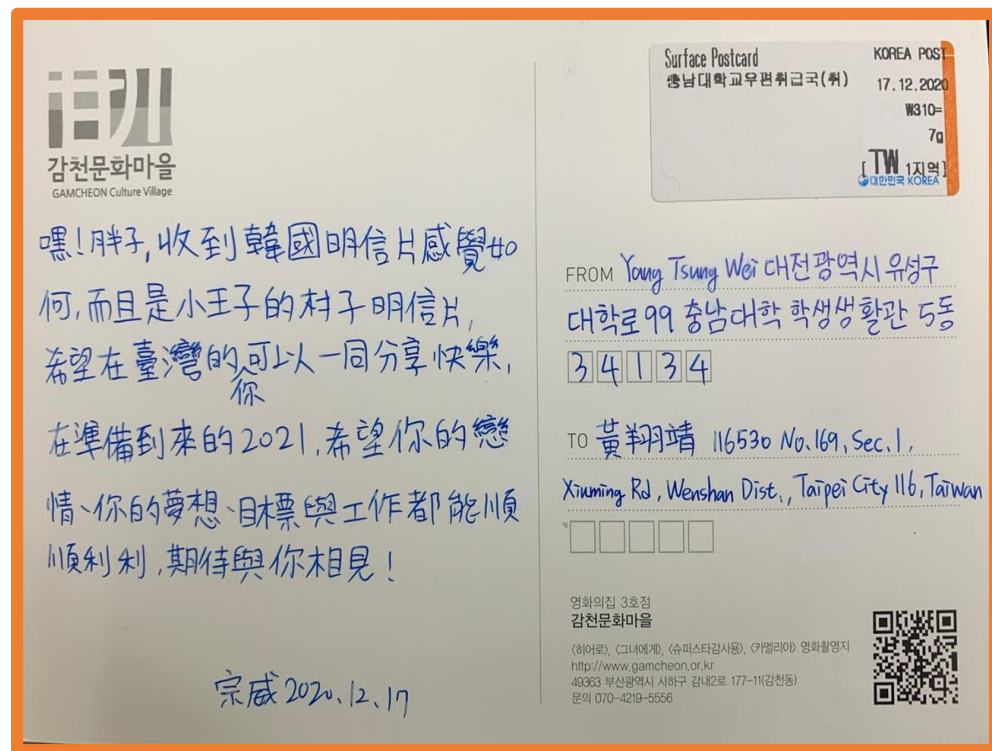 감천문화마을
GAMCHEON Culture Village
嘿!胖子,收到韓國明信片感覺如
何,而且是小王子的村子明信片,
希望在臺灣的你可以一同分享快樂,
在準備到來的2021,希望你的戀
情、你的夢想、目標與工作都能順
順利利,期待與你相見!
宗威 2020.12.17
Surface Postcard
KOREA POST
충남대학교우편취급국(취)
17.12.2020
₩310=
7g
[TW 1지역]
대한민국 KOREA
FROM Yang Tsung Wei 대전광역시 유성구
대학로99 충남대학 학생생활관 5동
34134
TO 黃翔靖 116530 No.169, Sec.1,
Xiuming Rd, Wenshan Dist., Taipei City 116, Taiwan
영화의집 3호점
감천문화마을
〈히어로〉, 〈그녀에게〉, 〈슈퍼스타감사용〉, 〈카멜리아〉 영화촬영지
http://www.gamcheon.or.kr
49363 부산광역시 사하구 감내2로 177-11(감천동)
문의 070-4219-5556